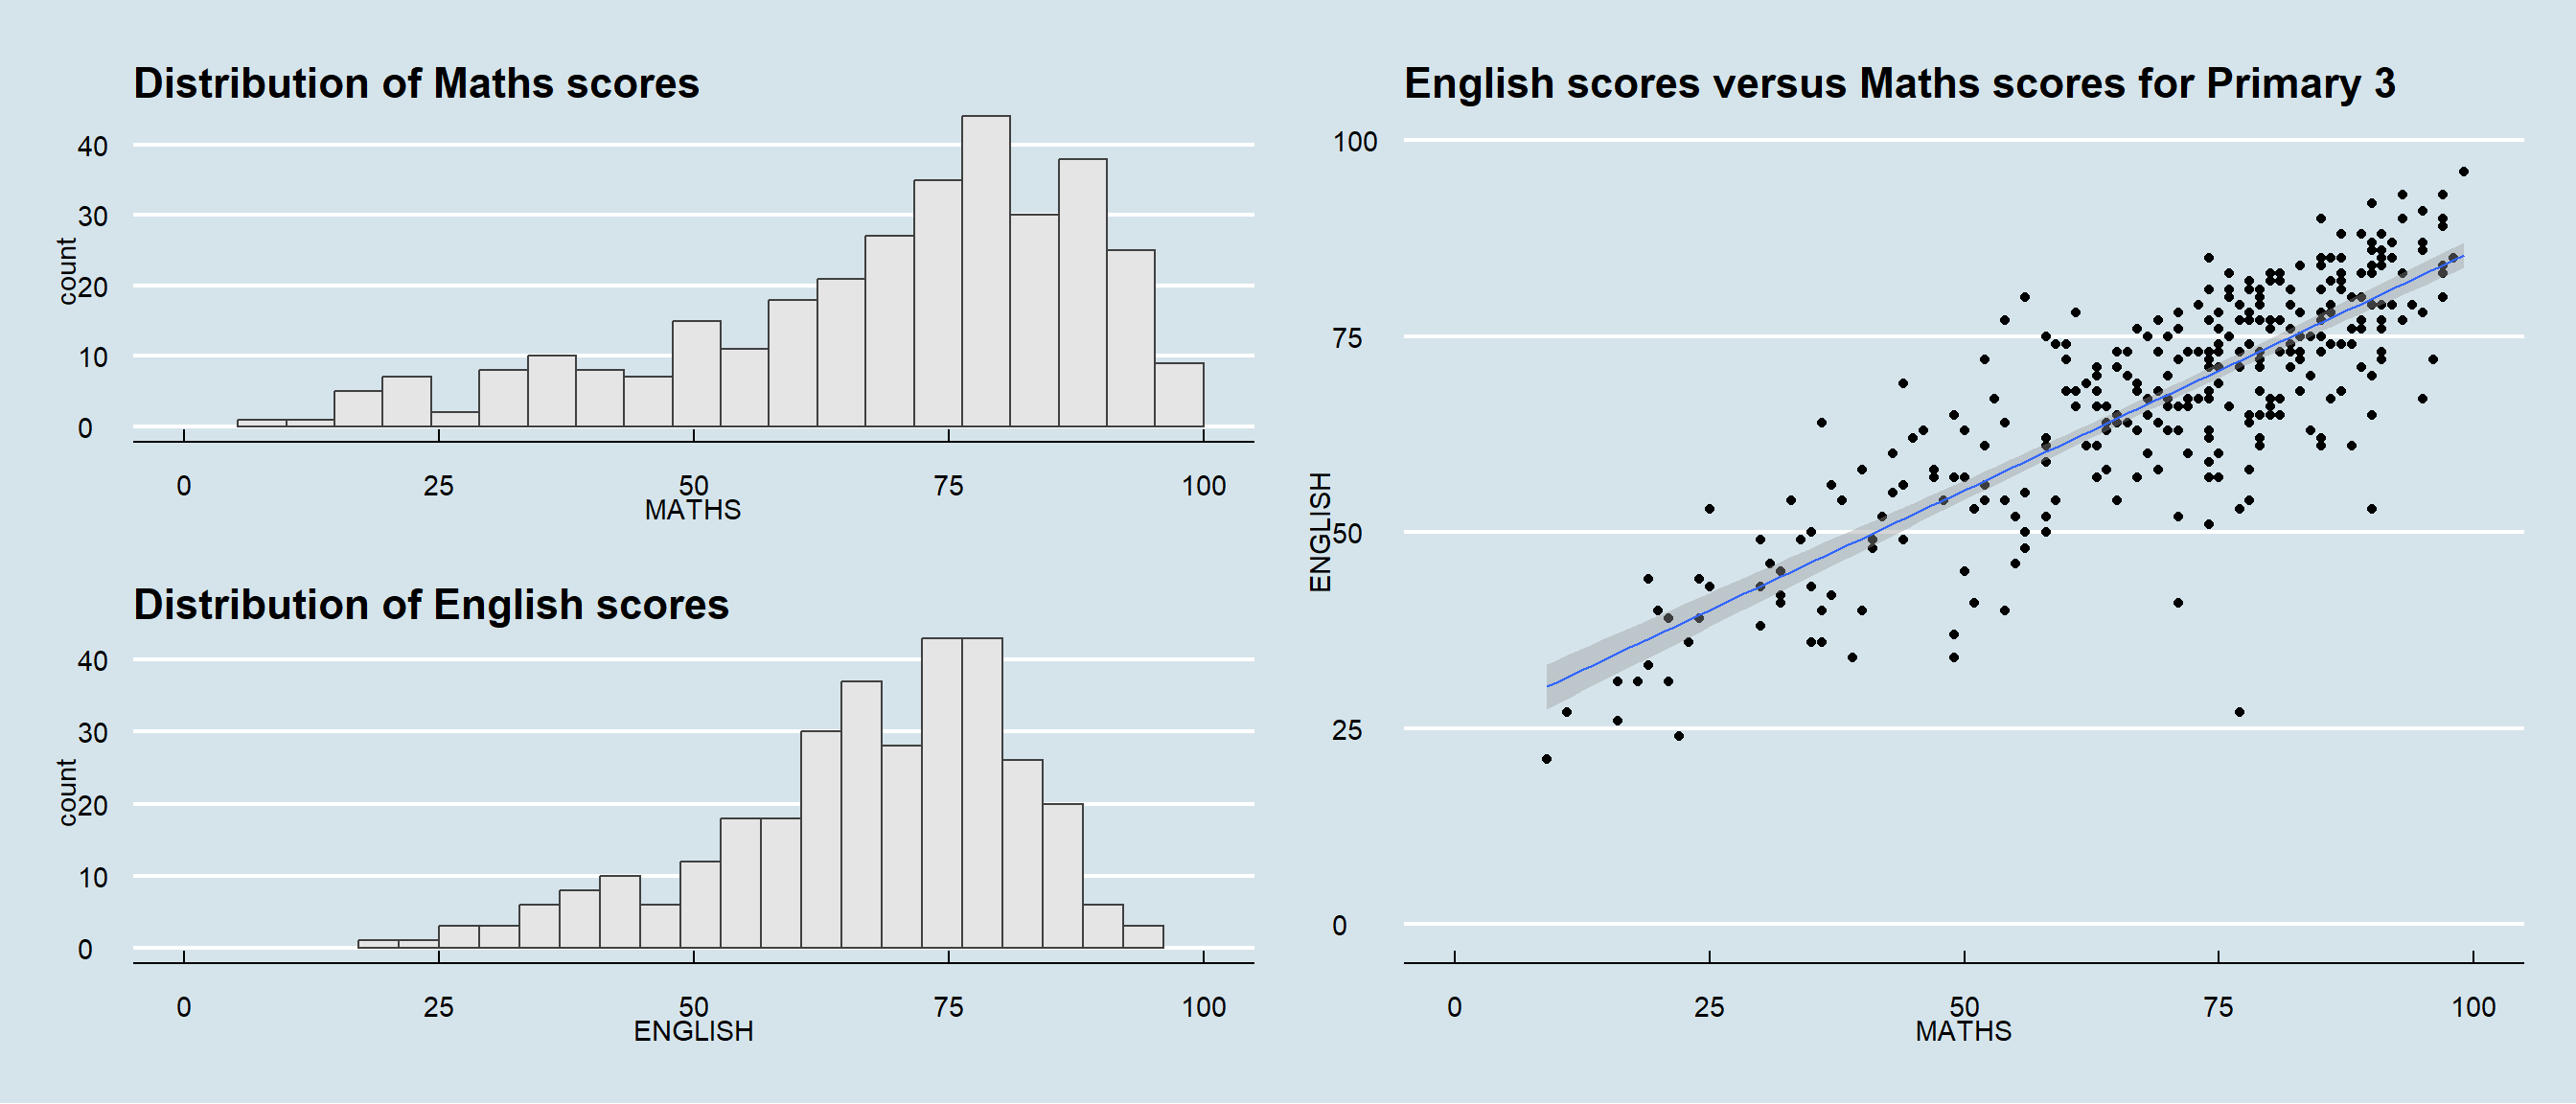 Distribution of Maths scores
40
30
20
10
0
count
0 25 50 75 100
MATHS
Distribution of English scores
40
30
20
10
0
count
0 25 50 75 100
ENGLISH
English scores versus Maths scores for Primary 3
100
75
50
25
0
ENGLISH
0 25 50 75 100
MATHS